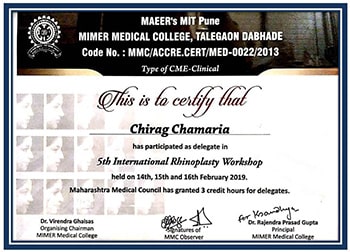 MAEER's MIT Pune
MIMER MEDICAL COLLEGE, TALEGAON DABHADE
Code No. : MMC/ACCRE.CERT/MED-0022/2013
Type of CME-Clinical
This is to certify that
Chirag Chamaria
has participated as delegate in
5th International Rhinoplasty Workshop
held on 14th, 15th and 16th February 2019.
Maharashtra Medical Council has granted 3 credit hours for delegates.
for
Dr. Virendra Ghaisas
Organising Chairman
MIMER Medical College
Signatures of
MMC Observer
Dr. Rajendra Prasad Gupta
Principal
MIMER Medical College